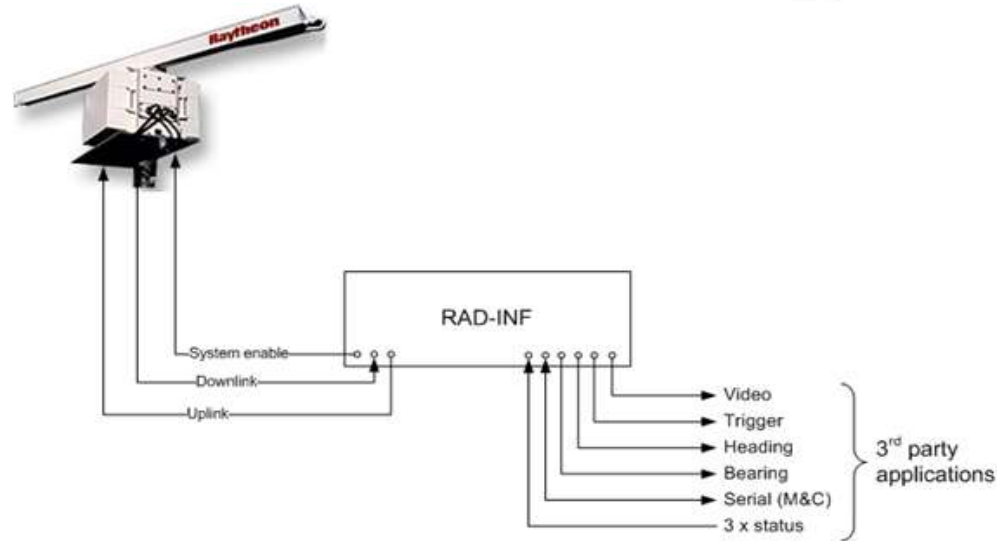 Raytheon
RAD-INF
System enable
Downlink
Uplink
Video
Trigger
Heading
Bearing
Serial (M&C)
3 x status
3rd party
applications